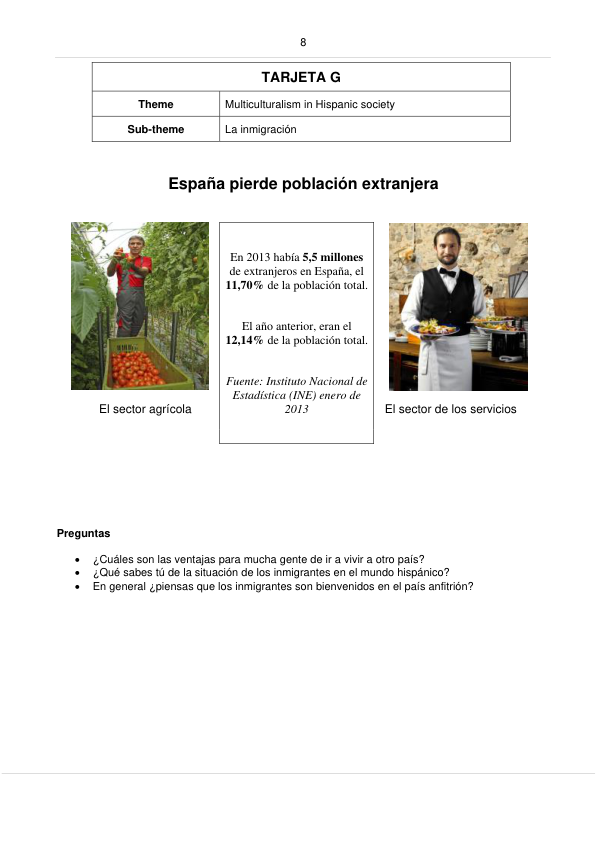 8
TARJETA G
Theme
Multiculturalism in Hispanic society
Sub-theme
La inmigración
España pierde población extranjera
En 2013 había 5,5 millones
de extranjeros en España, el
11,70% de la población total.
El año anterior, eran el
12,14% de la población total.
Fuente: Instituto Nacional de
Estadística (INE) enero de
2013
El sector agrícola
El sector de los servicios
Preguntas
• ¿Cuáles son las ventajas para mucha gente de ir a vivir a otro país?
• ¿Qué sabes tú de la situación de los inmigrantes en el mundo hispánico?
• En general ¿piensas que los inmigrantes son bienvenidos en el país anfitrión?